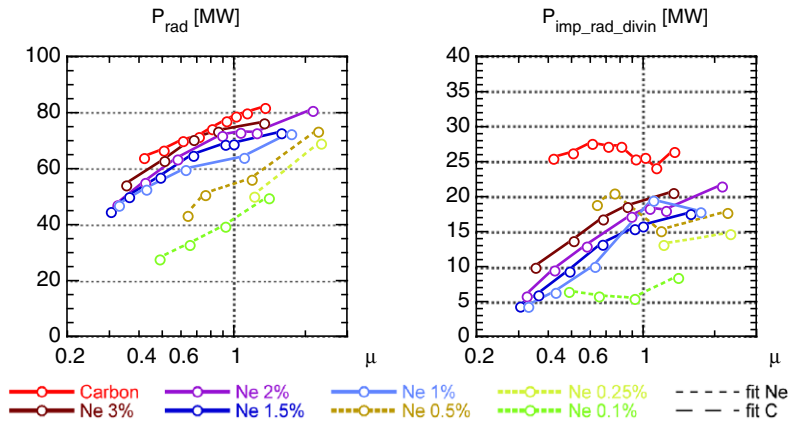 P_rad [MW]
P_imp_rad_divin [MW]
100
80
60
40
20
0
0.2 0.4 0.6 1 μ
40
35
30
25
20
15
10
5
0
0.2 0.4 0.6 1 μ
Carbon Ne 2% Ne 1% Ne 0.25% fit Ne
Ne 3% Ne 1.5% Ne 0.5% Ne 0.1% fit C